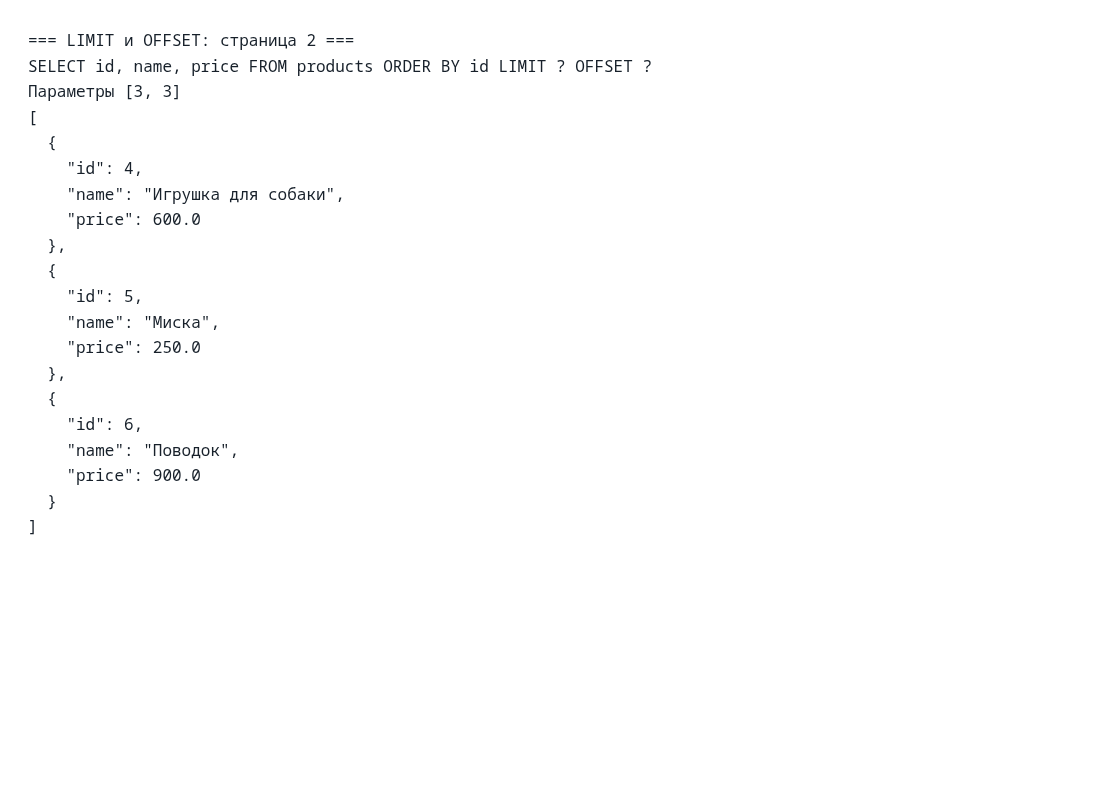 === LIMIT и OFFSET: страница 2 ===
SELECT id, name, price FROM products ORDER BY id LIMIT ? OFFSET ?
Параметры [3, 3]
[
  {
    "id": 4,
    "name": "Игрушка для собаки",
    "price": 600.0
  },
  {
    "id": 5,
    "name": "Миска",
    "price": 250.0
  },
  {
    "id": 6,
    "name": "Поводок",
    "price": 900.0
  }
]